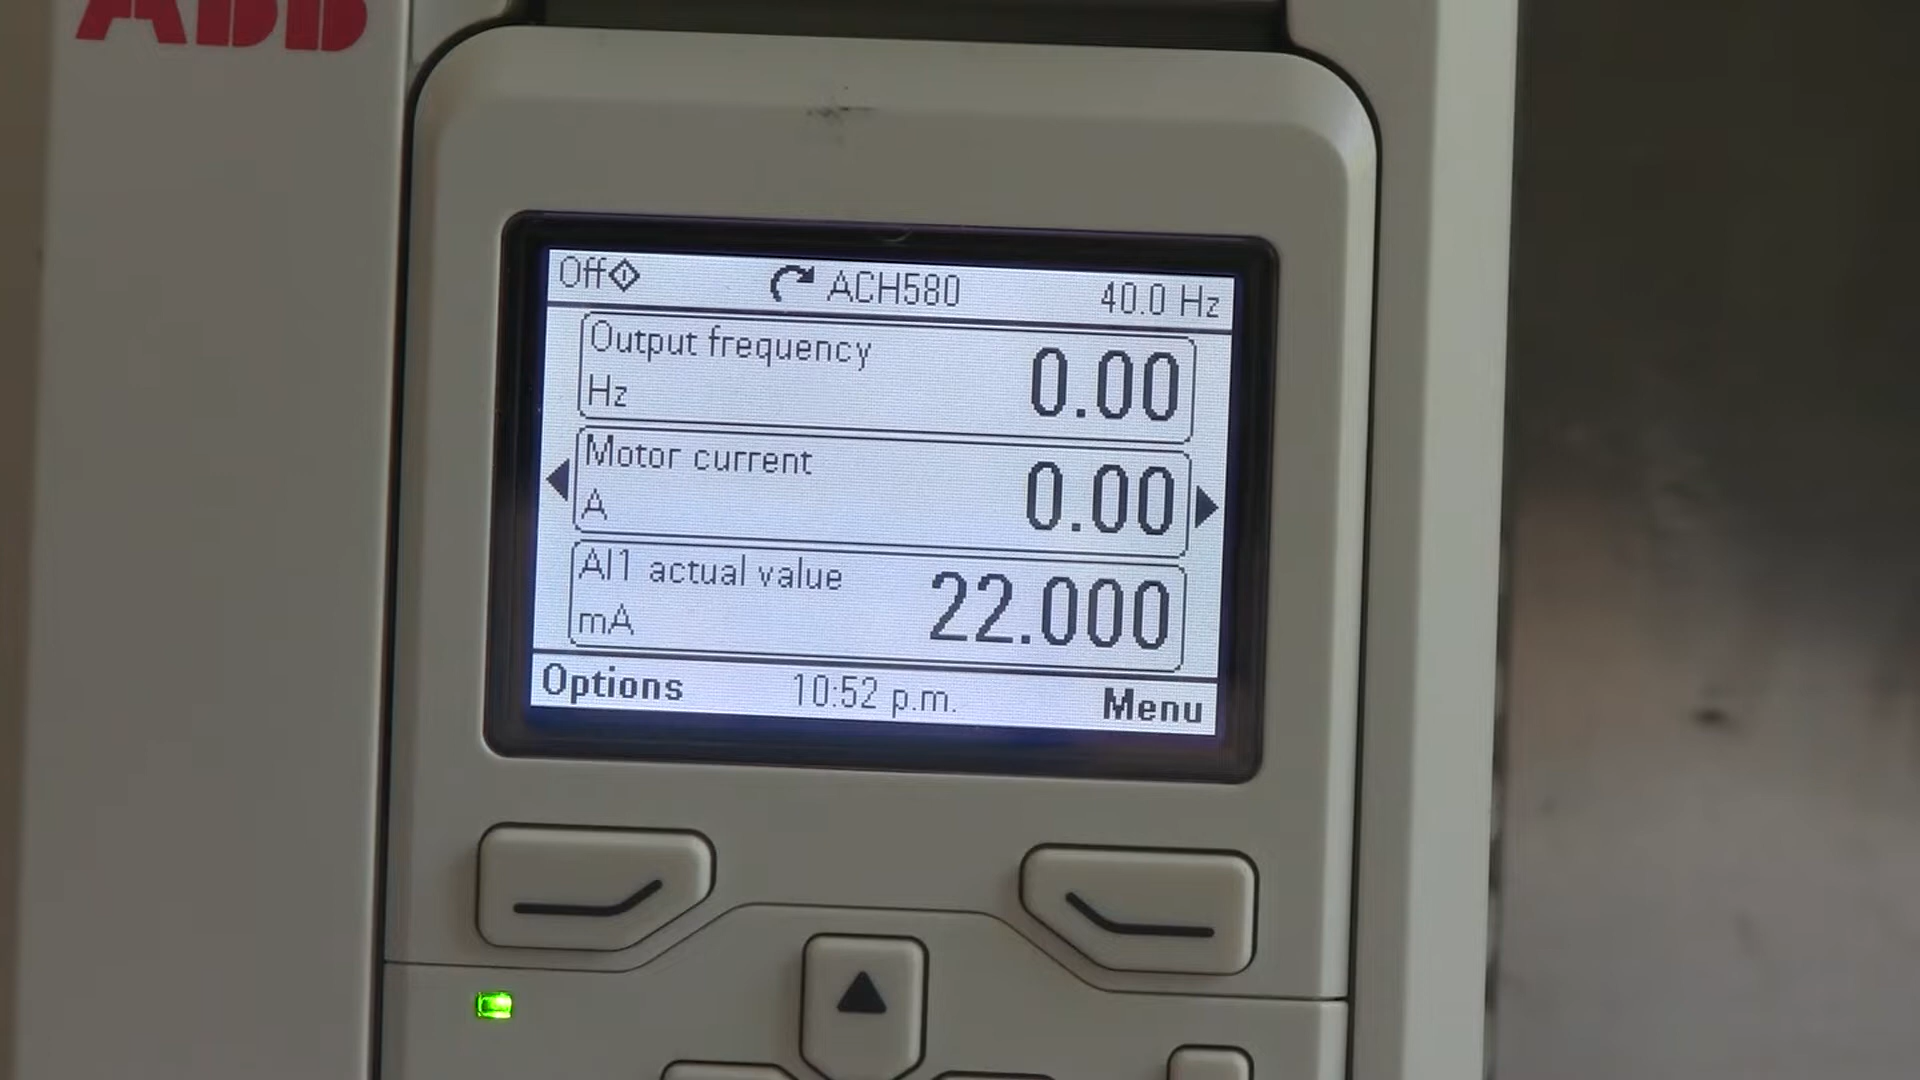 ABB
Off ACH580 40.0 Hz
Output frequency
Hz 0.00
Motor current
A 0.00
AI1 actual value
mA 22.000
Options 10:52 p.m. Menu